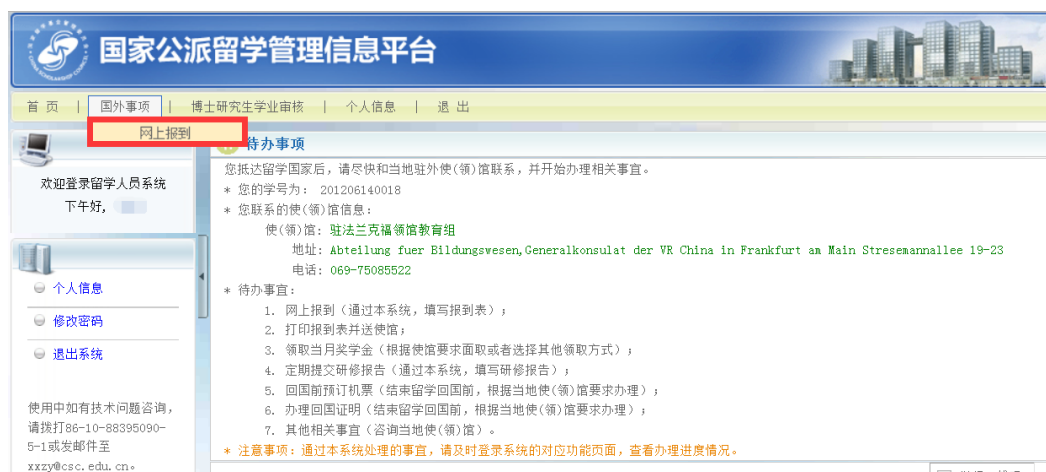 国家公派留学管理信息平台
首 页 | 国外事项 | 博士研究生学业审核 | 个人信息 | 退 出
网上报到
待办事项
欢迎登录留学人员系统
下午好,
个人信息
修改密码
退出系统
使用中如有技术问题咨询,
请拨打86-10-88395090-
5-1或发邮件至
xxzy@csc.edu.cn。
您抵达留学国家后，请尽快和当地驻外使(领)馆联系，并开始办理相关事宜。
* 您的学号为： 201206140018
* 您联系的使(领)馆信息：
使(领)馆: 驻法兰克福领馆教育组
地址: Abteilung fuer Bildungsvesen,Generalkonsulat der VR China in Frankfurt am Main Stresemannallee 19-23
电话: 069-75085522
* 待办事宜：
1. 网上报到（通过本系统，填写报到表）；
2. 打印报到表并送使馆；
3. 领取当月奖学金（根据使馆要求面取或者选择其他领取方式）；
4. 定期提交研修报告（通过本系统，填写研修报告）；
5. 回国前预订机票（结束留学回国前，根据当地使(领)馆要求办理）；
6. 办理回国证明（结束留学回国前，根据当地使(领)馆要求办理）；
7. 其他相关事宜（咨询当地使(领)馆）。
* 注意事项：通过本系统处理的事宜，请及时登录系统的对应功能页面，查看办理进度情况。